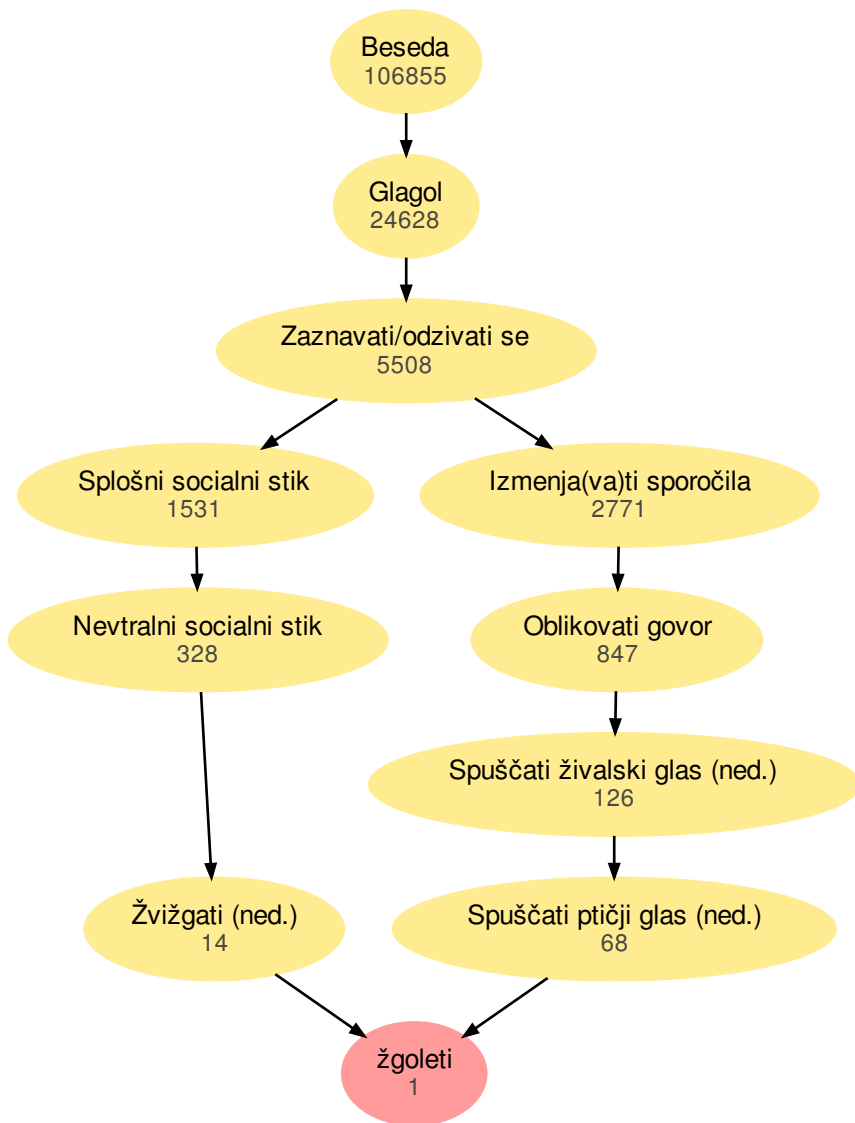 Beseda
106855
Glagol
24628
Zaznavati/odzivati se
5508
Splošni socialni stik
1531
Izmenja(va)ti sporočila
2771
Nevtralni socialni stik
328
Oblikovati govor
847
Spuščati živalski glas (ned.)
126
Žvižgati (ned.)
14
Spuščati ptičji glas (ned.)
68
žgoleti
1